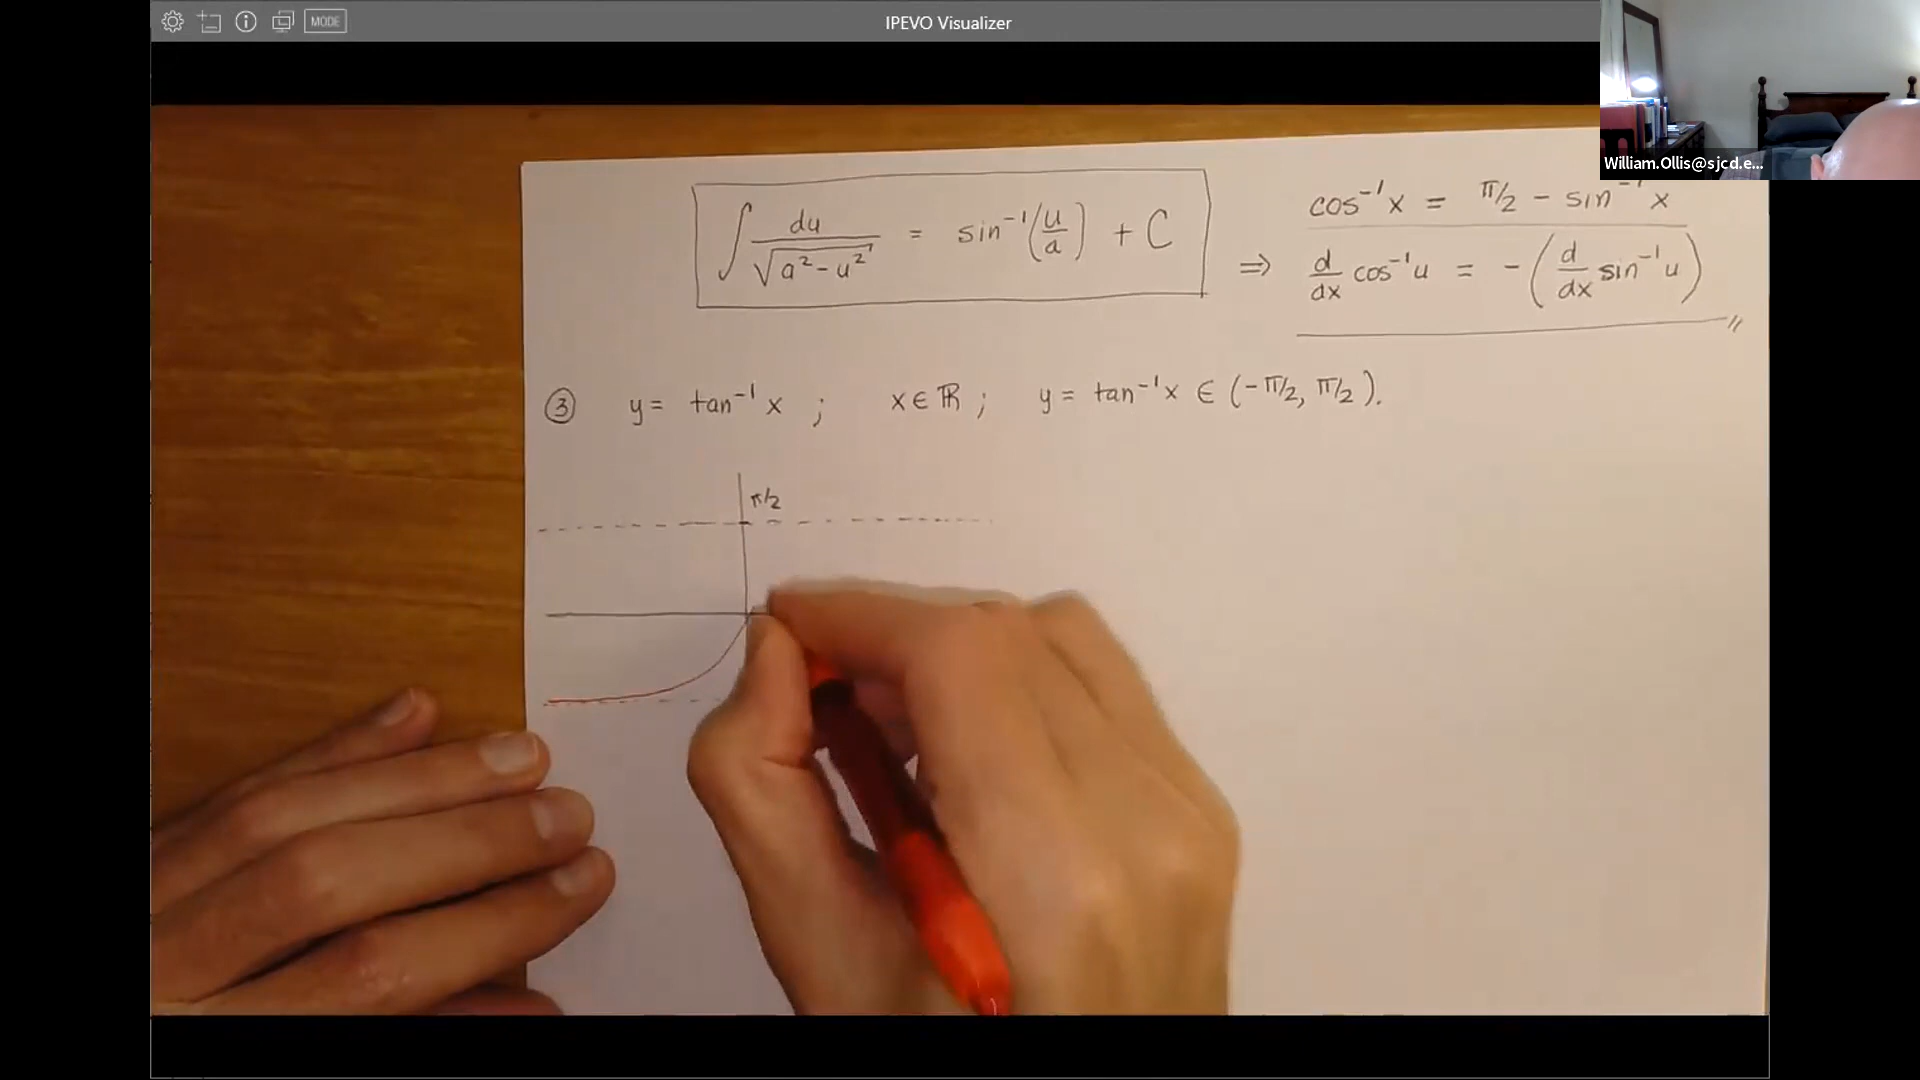 MODE
IPEVO Visualizer
William.Ollis@sjcd.e...
∫ du/√(a² - u²) = sin⁻¹(u/a) + C
cos⁻¹x = π/2 - sin⁻¹x
⇒ d/dx cos⁻¹u = -(d/dx sin⁻¹u)
③ y = tan⁻¹x ; x ∈ ℝ ; y = tan⁻¹x ∈ (-π/2, π/2).
π/2